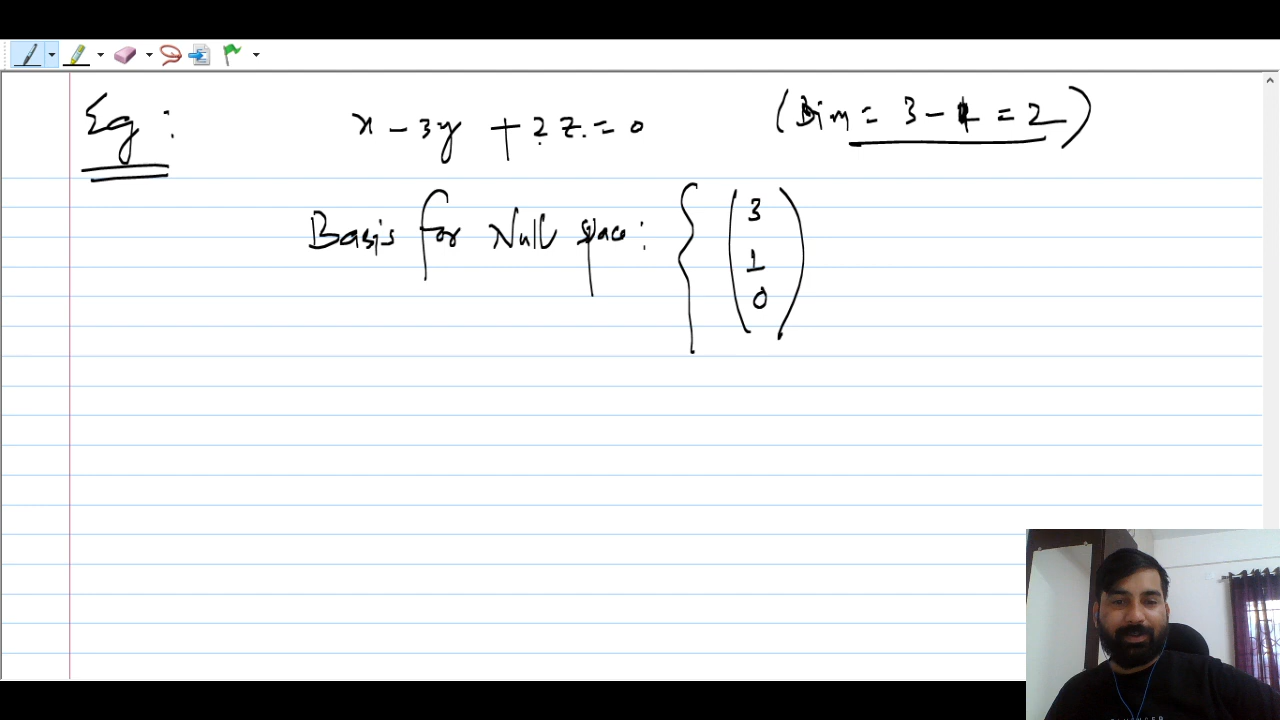 Eg : x - 3y + 2z = 0 (Dim = 3 - 1 = 2)
Basis for Null space : { ( 3
1
0 )